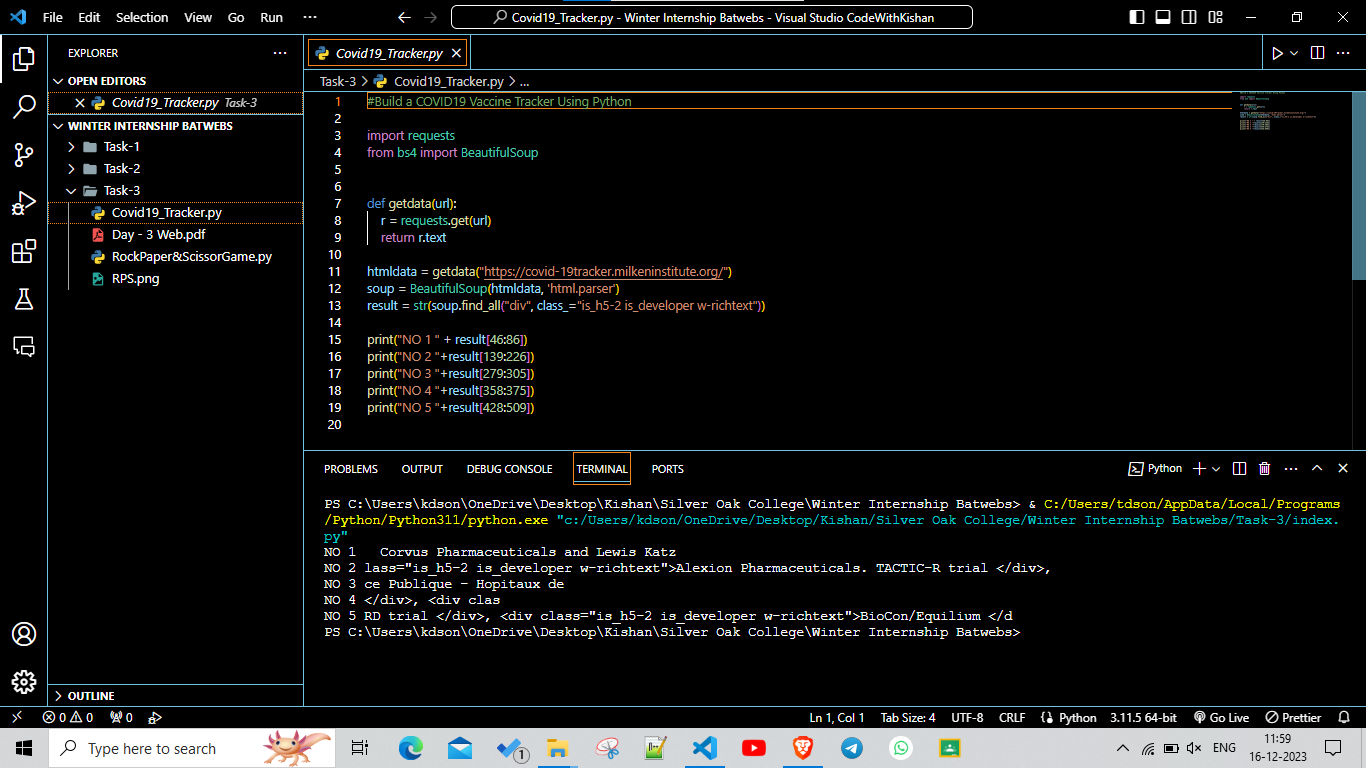 File Edit Selection View Go Run ···
Covid19_Tracker.py - Winter Internship Batwebs - Visual Studio CodeWithKishan
EXPLORER
OPEN EDITORS
Covid19_Tracker.py Task-3
WINTER INTERNSHIP BATWEBS
Task-1
Task-2
Task-3
Covid19_Tracker.py
Day - 3 Web.pdf
RockPaper&ScissorGame.py
RPS.png
OUTLINE
Covid19_Tracker.py
Task-3 > Covid19_Tracker.py > ...
1 #Build a COVID19 Vaccine Tracker Using Python
2
3 import requests
4 from bs4 import BeautifulSoup
5
6
7 def getdata(url):
8 r = requests.get(url)
9 return r.text
10
11 htmldata = getdata("https://covid-19tracker.milkeninstitute.org/")
12 soup = BeautifulSoup(htmldata, 'html.parser')
13 result = str(soup.find_all("div", class_="is_h5-2 is_developer w-richtext"))
14
15 print("NO 1 " + result[46:86])
16 print("NO 2 "+result[139:226])
17 print("NO 3 "+result[279:305])
18 print("NO 4 "+result[358:375])
19 print("NO 5 "+result[428:509])
20
PROBLEMS OUTPUT DEBUG CONSOLE TERMINAL PORTS
Python
PS C:\Users\kdson\OneDrive\Desktop\Kishan\Silver Oak College\Winter Internship Batwebs> & C:/Users/tdson/AppData/Local/Programs
/Python/Python311/python.exe "c:/Users/kdson/OneDrive/Desktop/Kishan/Silver Oak College/Winter Internship Batwebs/Task-3/index.
py"
NO 1   Corvus Pharmaceuticals and Lewis Katz
NO 2 lass="is_h5-2 is_developer w-richtext">Alexion Pharmaceuticals. TACTIC-R trial </div>,
NO 3 ce Publique – Hopitaux de
NO 4 </div>, <div clas
NO 5 RD trial </div>, <div class="is_h5-2 is_developer w-richtext">BioCon/Equilium </d
PS C:\Users\kdson\OneDrive\Desktop\Kishan\Silver Oak College\Winter Internship Batwebs>
0 0 0
Ln 1, Col 1 Tab Size: 4 UTF-8 CRLF Python 3.11.5 64-bit Go Live Prettier
Type here to search
1
ENG
11:59
16-12-2023